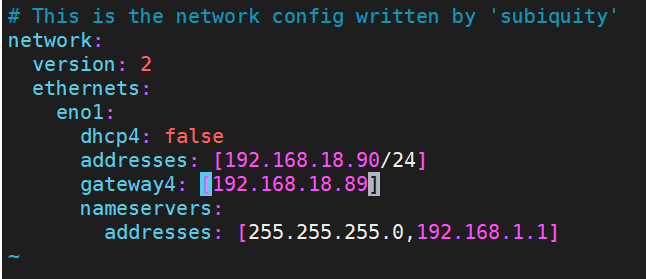 # This is the network config written by 'subiquity'
network:
  version: 2
  ethernets:
    eno1:
      dhcp4: false
      addresses: [192.168.18.90/24]
      gateway4: [192.168.18.89]
      nameservers:
        addresses: [255.255.255.0,192.168.1.1]
~